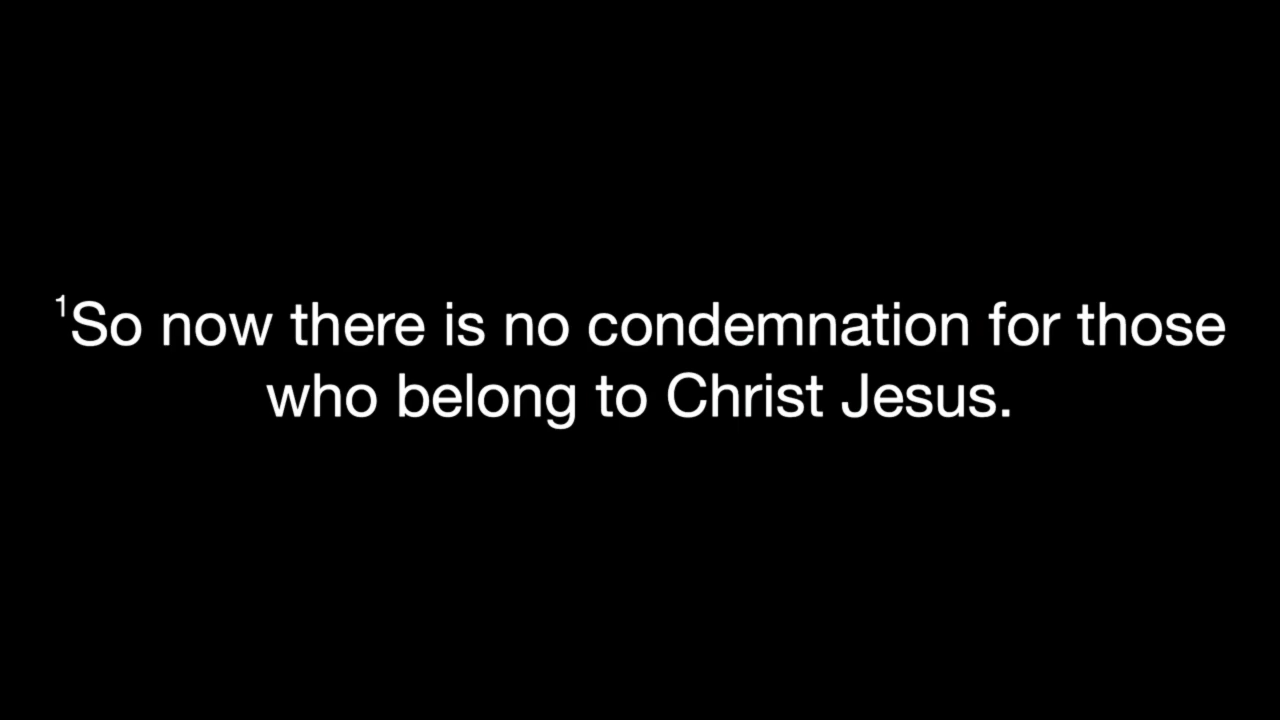 ¹So now there is no condemnation for those
who belong to Christ Jesus.